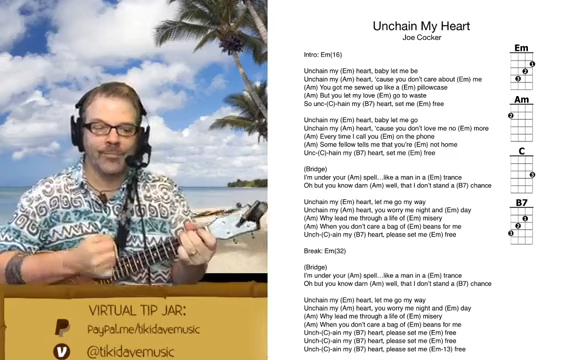 Unchain My Heart
Joe Cocker
Intro: Em(16)
Unchain my (Em) heart, baby let me be
Unchain my (Am) heart, 'cause you don't care about (Em) me
(Am) You got me sewed up like a (Em) pillowcase
(Am) But you let my love (Em) go to waste
So unc-(C)-hain my (B7) heart, set me (Em) free
Unchain my (Em) heart, baby let me go
Unchain my (Am) heart, 'cause you don't love me no (Em) more
(Am) Every time I call you (Em) on the phone
(Am) Some fellow tells me that you're (Em) not home
Unc-(C)-hain my (B7) heart, set me (Em) free
(Bridge)
I'm under your (Am) spell…like a man in a (Em) trance
Oh but you know darn (Am) well, that I don't stand a (B7) chance
Unchain my (Em) heart, let me go my way
Unchain my (Am) heart, you worry me night and (Em) day
(Am) Why lead me through a life of (Em) misery
(Am) When you don't care a bag of (Em) beans for me
Unch-(C)-ain my (B7) heart, please set me (Em) free
Break: Em(32)
(Bridge)
I'm under your (Am) spell…like a man in a (Em) trance
Oh but you know darn (Am) well, that I don't stand a (B7) chance
Unchain my (Em) heart, let me go my way
Unchain my (Am) heart, you worry me night and (Em) day
(Am) Why lead me through a life of (Em) misery
(Am) When you don't care a bag of (Em) beans for me
Unch-(C)-ain my (B7) heart, please set me (Em) free
Unch-(C)-ain my (B7) heart, please set me (Em) free
Unch-(C)-ain my (B7) heart, please set me (Em-13) free
Em
1
2
3
Am
2
C
3
B7
1
2
3
VIRTUAL TIP JAR:
PayPal.me/tikidavemusic
@tikidavemusic